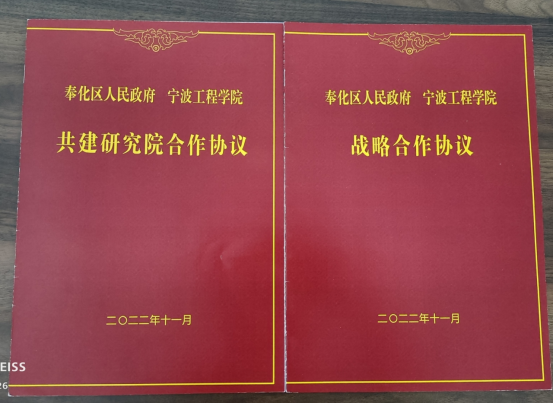 奉化区人民政府 宁波工程学院
共建研究院合作协议
二〇二二年十一月
奉化区人民政府 宁波工程学院
战略合作协议
二〇二二年十一月
EISS
26